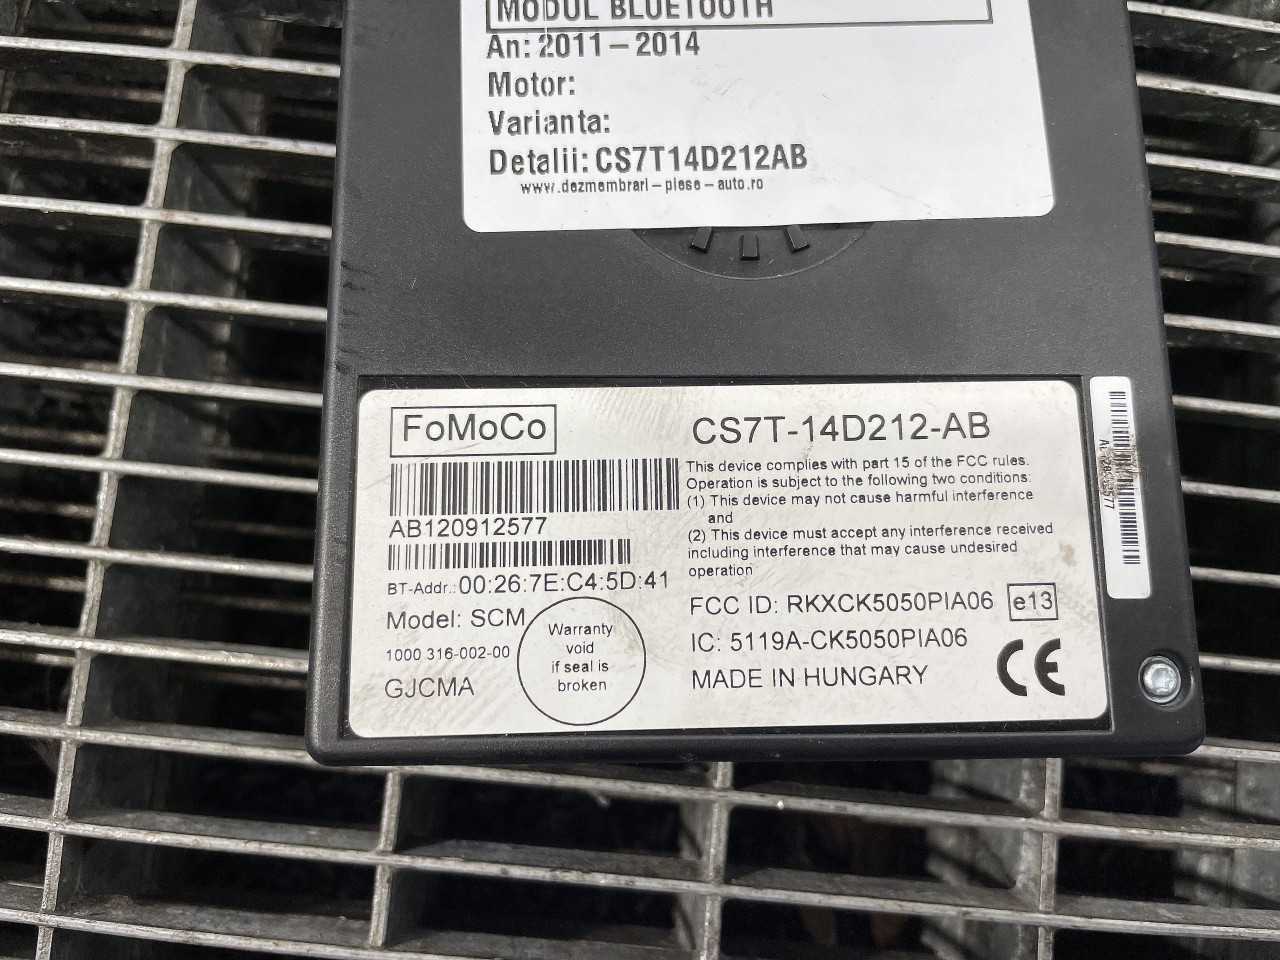 MODUL BLUETOOTH
An: 2011-2014
Motor:
Varianta:
Detalii: CS7T14D212AB
www.dezmembrari-piese-auto.ro
FoMoCo
AB120912577
BT-Addr.: 00:26:7E:C4:5D:41
Model: SCM
1000 316-002-00
GJCMA
Warranty
void
if seal is
broken
CS7T-14D212-AB
This device complies with part 15 of the FCC rules.
Operation is subject to the following two conditions:
(1) This device may not cause harmful interference
and
(2) This device must accept any interference received
including interference that may cause undesired
operation
FCC ID: RKXCK5050PIA06
e13
IC: 5119A-CK5050PIA06
MADE IN HUNGARY
CE